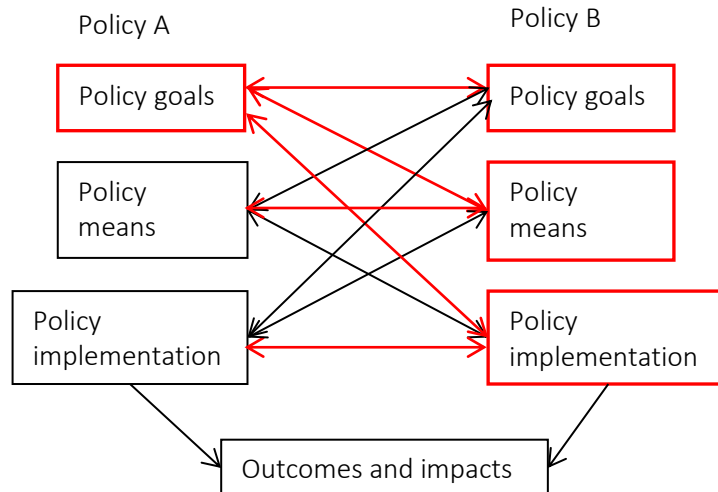 Policy A
Policy B
Policy goals
Policy goals
Policy
means
Policy
means
Policy
implementation
Policy
implementation
Outcomes and impacts